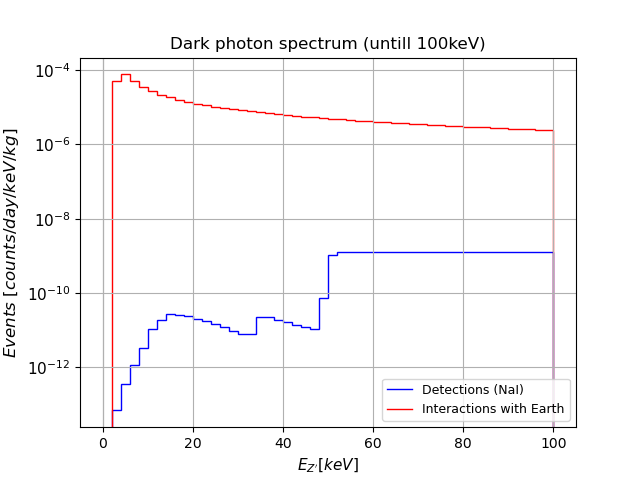 Dark photon spectrum (untill 100keV)
Events [counts/day/keV/kg]
10⁻⁴
10⁻⁶
10⁻⁸
10⁻¹⁰
10⁻¹²
Detections (NaI)
Interactions with Earth
0 20 40 60 80 100
E_{Z'}[keV]